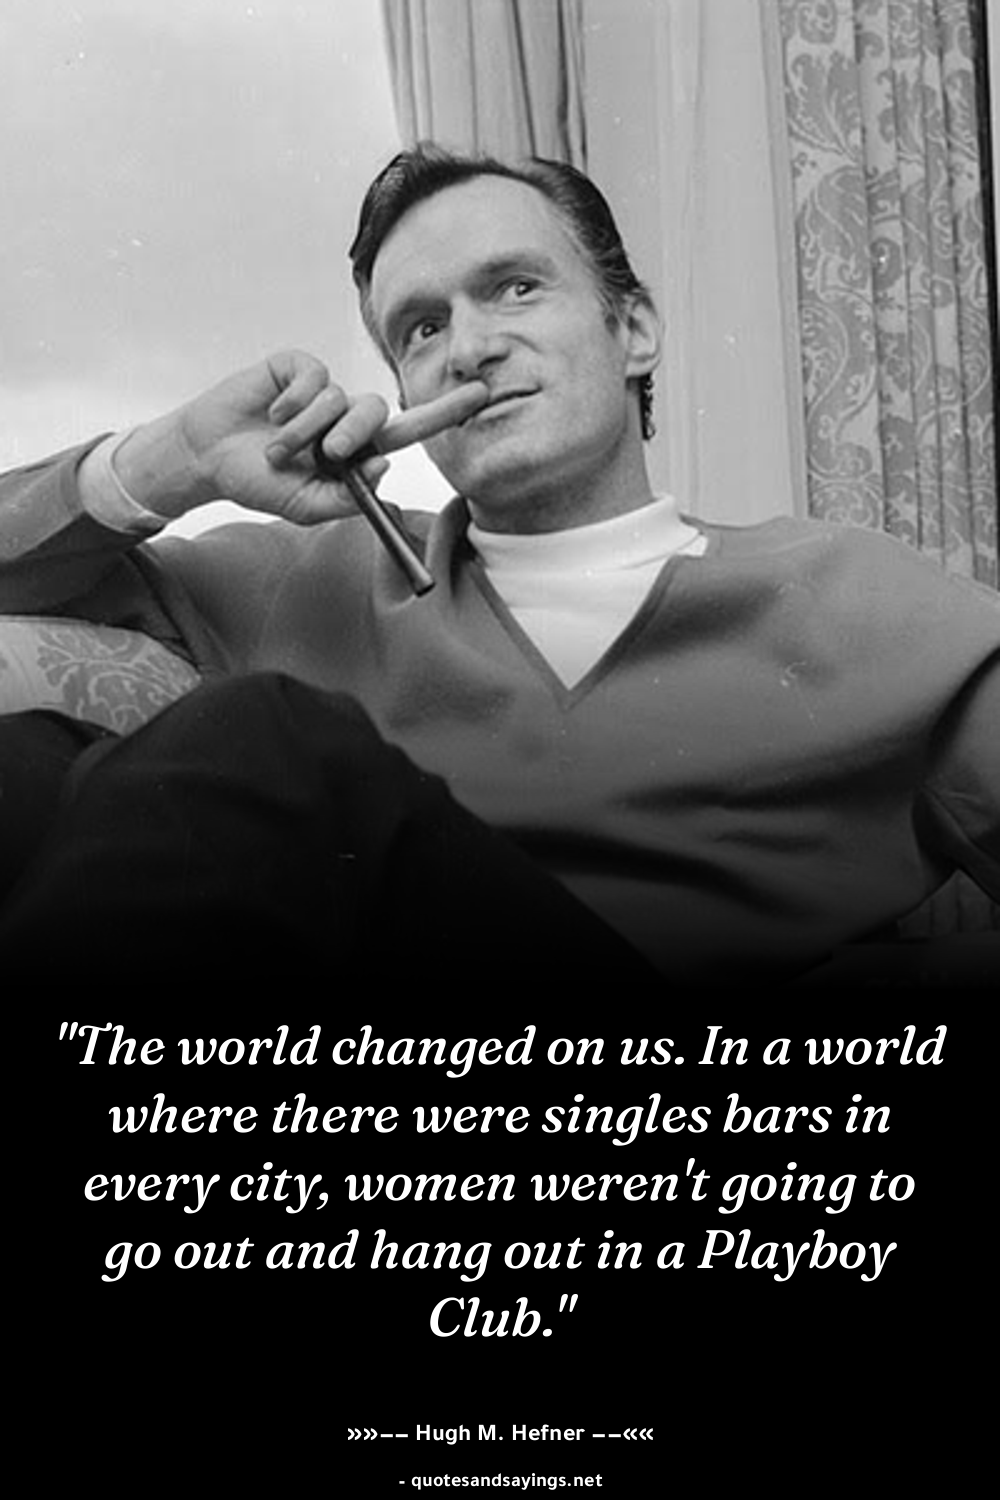 "The world changed on us. In a world
where there were singles bars in
every city, women weren't going to
go out and hang out in a Playboy
Club."
»»–– Hugh M. Hefner ––««
- quotesandsayings.net